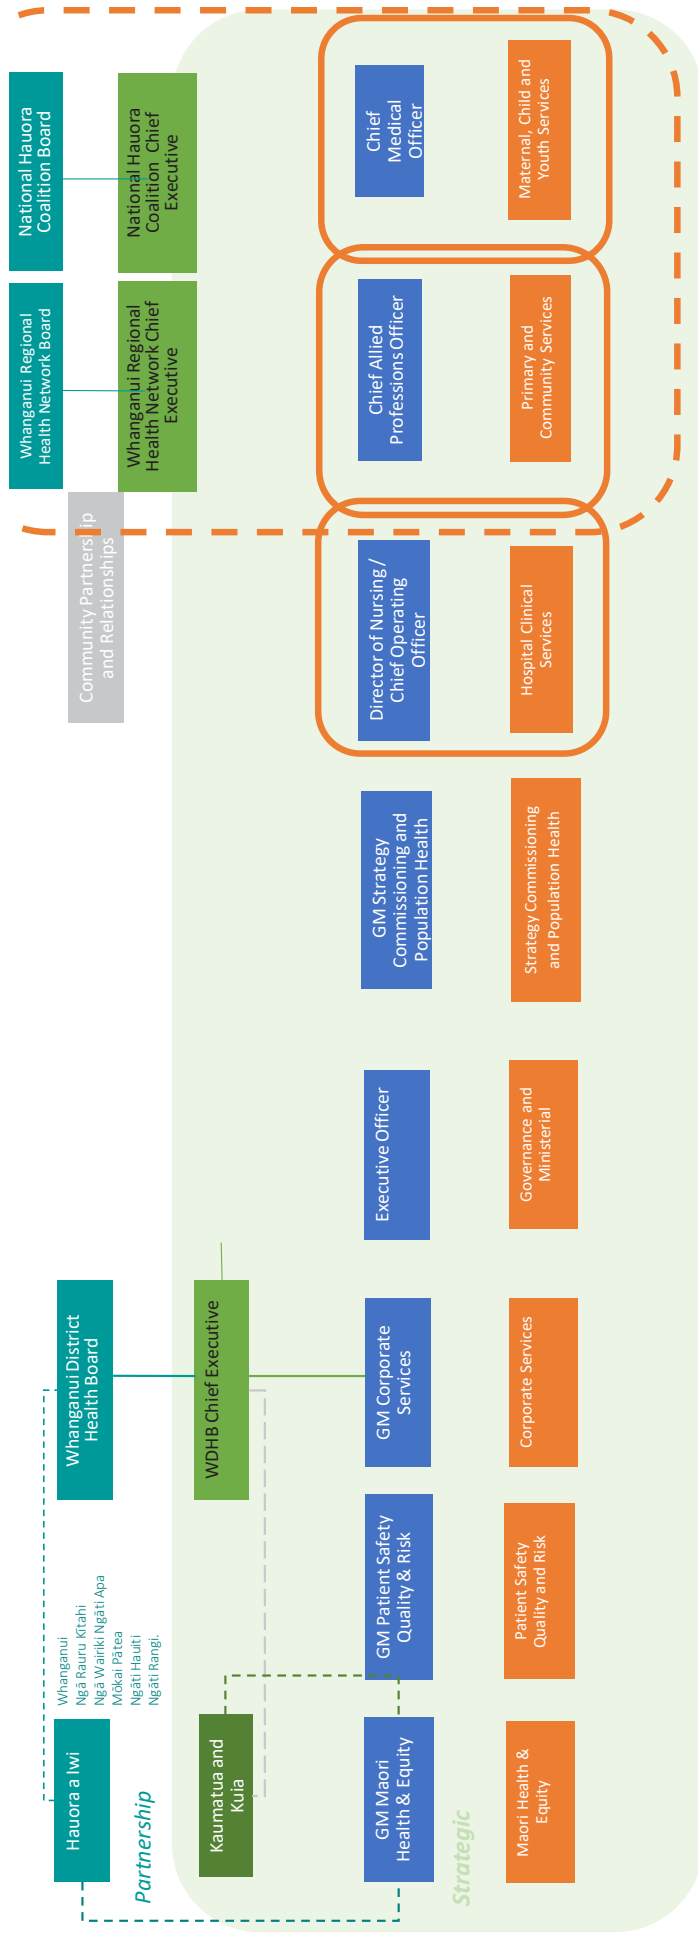 Hauora a Iwi
Whanganui
Ngā Rauru Kītahi
Ngā Wairiki Ngāti Apa
Mōkai Pātea
Ngāti Hauiti
Ngāti Rangi.
Whanganui District
Health Board
Whanganui Regional
Health Network Board
National Hauora
Coalition Board
Partnership
Community Partnership
and Relationships
Whanganui Regional
Health Network Chief
Executive
National Hauora
Coalition Chief
Executive
Kaumatua and
Kuia
WDHB Chief Executive
GM Maori
Health & Equity
GM Patient Safety
Quality & Risk
GM Corporate
Services
Executive Officer
GM Strategy
Commissioning and
Population Health
Director of Nursing /
Chief Operating
Officer
Chief Allied
Professions Officer
Chief
Medical
Officer
Strategic
Maori Health &
Equity
Patient Safety
Quality and Risk
Corporate Services
Governance and
Ministerial
Strategy Commissioning
and Population Health
Hospital Clinical
Services
Primary and
Community Services
Maternal, Child and
Youth Services